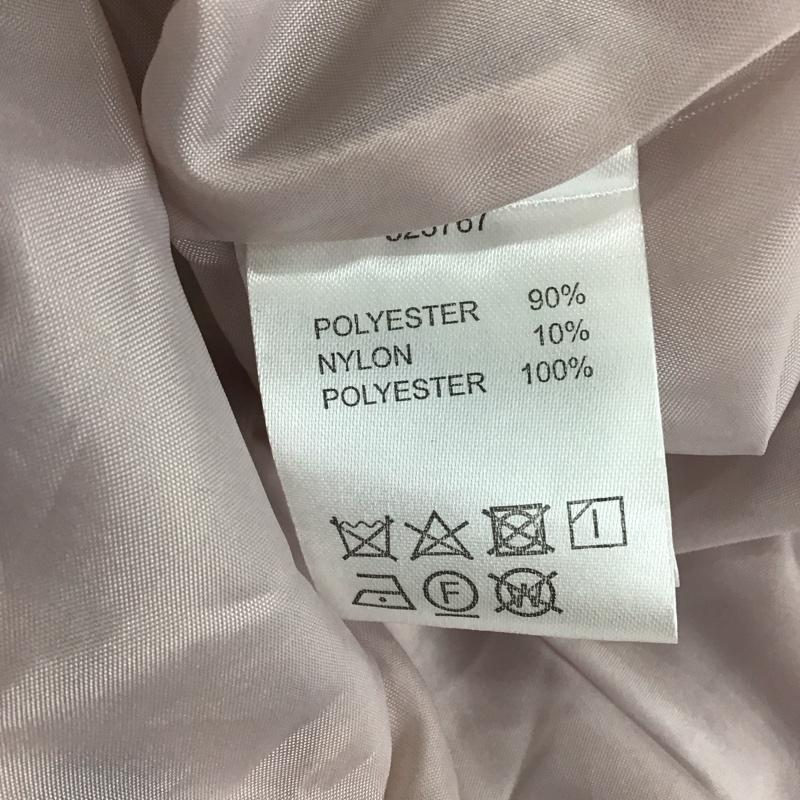 POLYESTER 90%
NYLON 10%
POLYESTER 100%
F
W